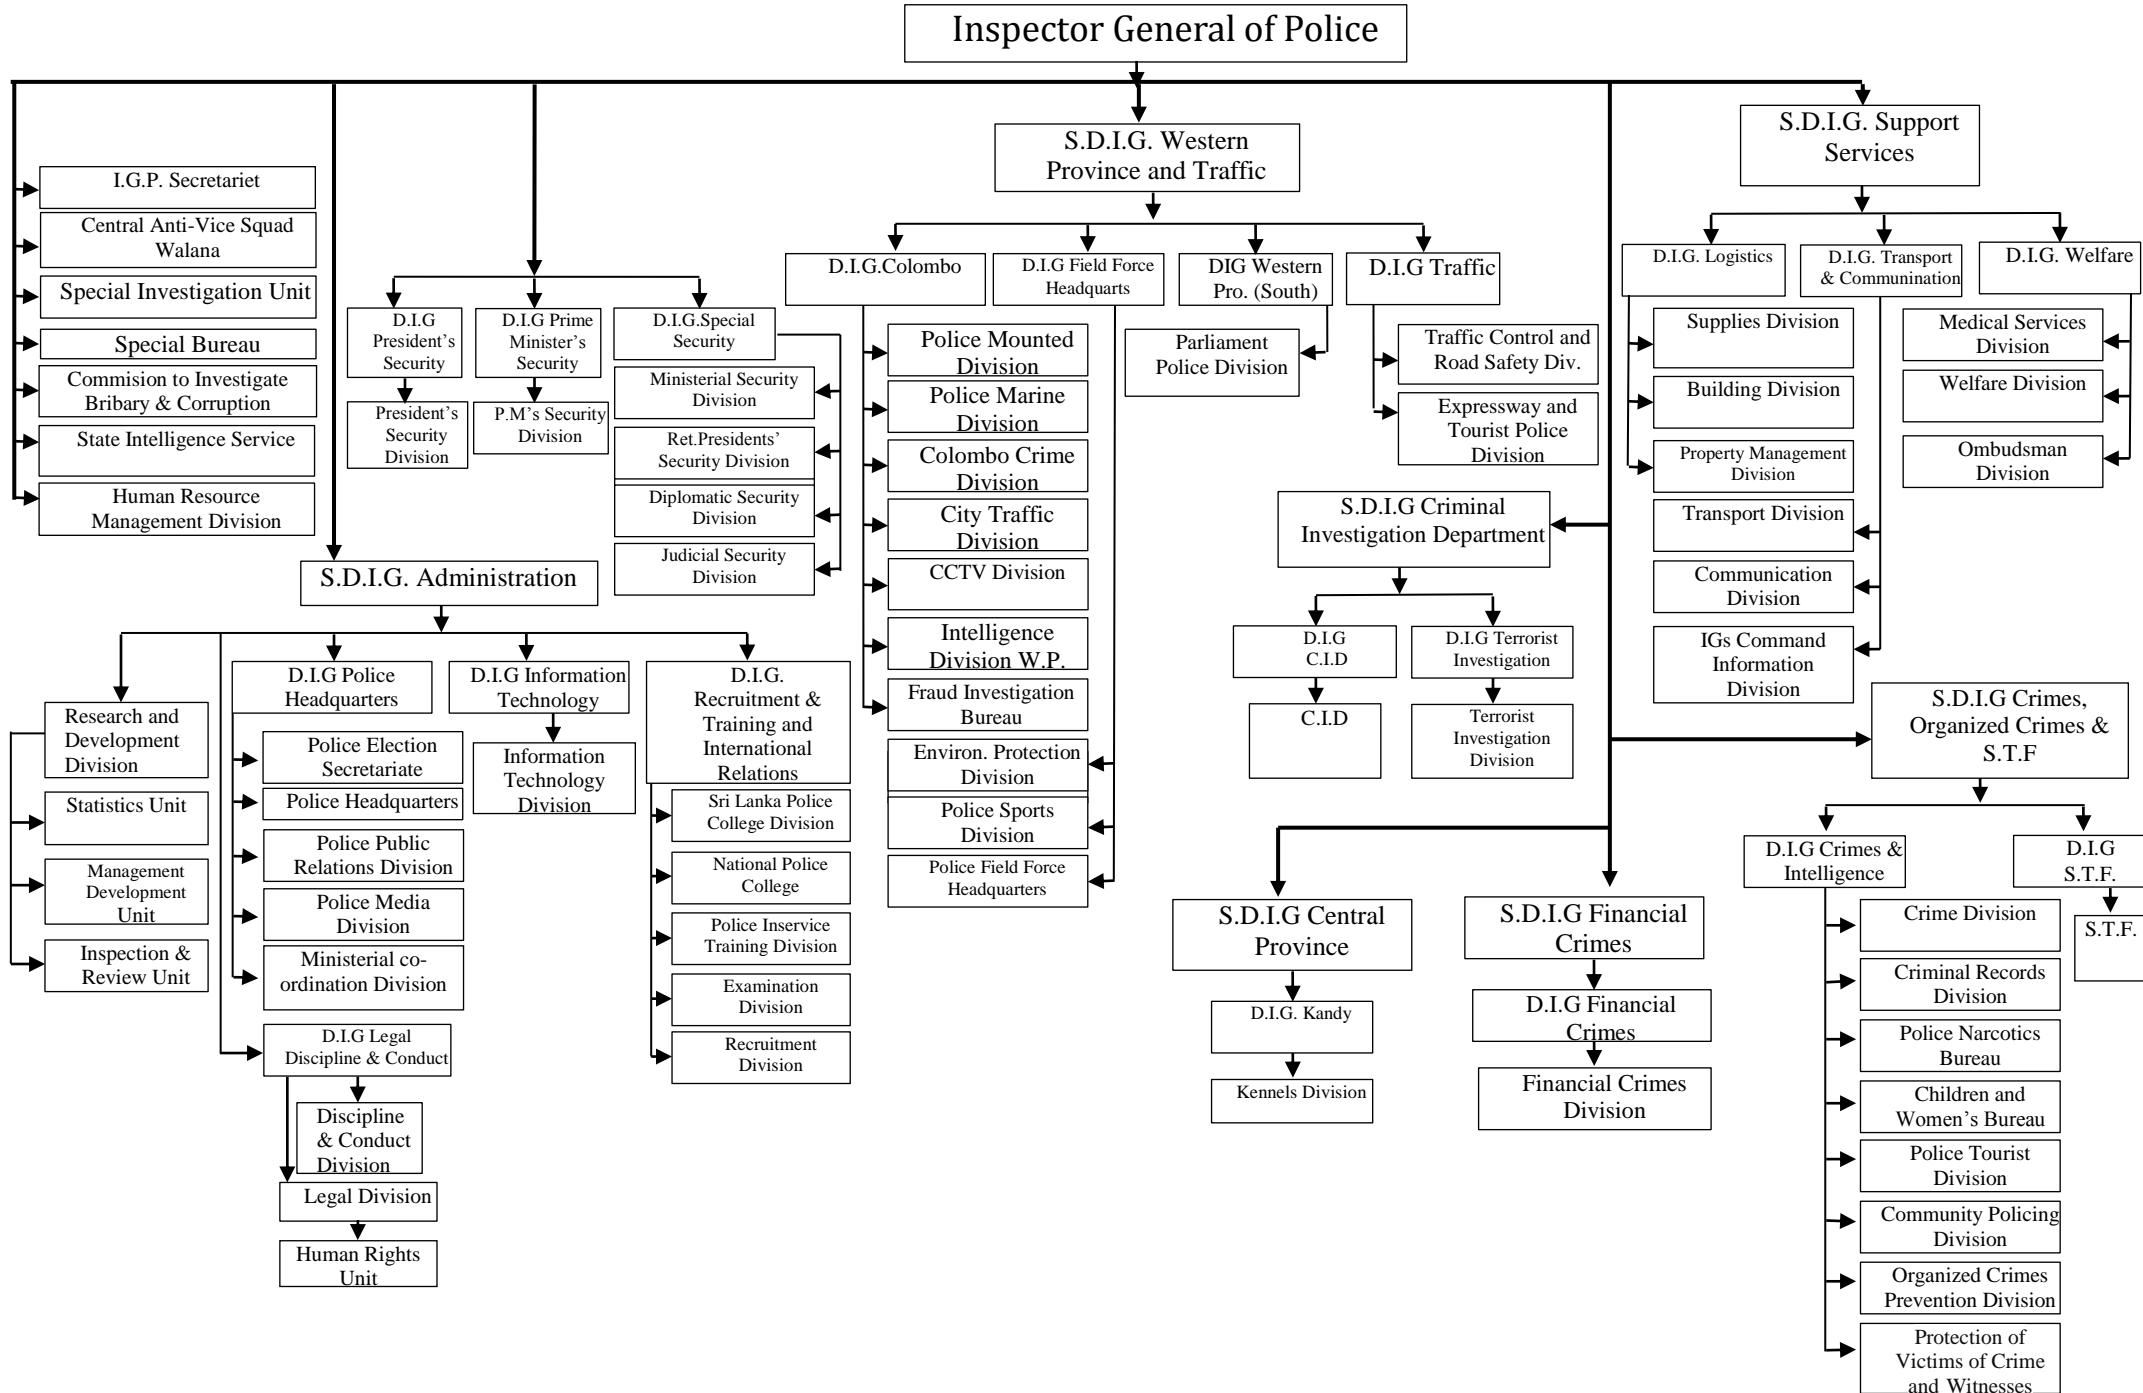 Inspector General of Police
S.D.I.G. Western
Province and Traffic
S.D.I.G. Support
Services
I.G.P. Secretariet
Central Anti-Vice Squad
Walana
Special Investigation Unit
Special Bureau
Commision to Investigate
Bribary & Corruption
State Intelligence Service
Human Resource
Management Division
D.I.G
President’s
Security
President’s
Security
Division
D.I.G Prime
Minister’s
Security
P.M’s Security
Division
D.I.G.Special
Security
Ministerial Security
Division
Ret.Presidents’
Security Division
Diplomatic Security
Division
Judicial Security
Division
D.I.G.Colombo
Police Mounted
Division
Police Marine
Division
Colombo Crime
Division
City Traffic
Division
CCTV Division
Intelligence
Division W.P.
Fraud Investigation
Bureau
D.I.G Field Force
Headquarts
Environ. Protection
Division
Police Sports
Division
Police Field Force
Headquarters
DIG Western
Pro. (South)
Parliament
Police Division
D.I.G Traffic
Traffic Control and
Road Safety Div.
Expressway and
Tourist Police
Division
D.I.G. Logistics
Supplies Division
Building Division
Property Management
Division
D.I.G. Transport
& Communination
Transport Division
Communication
Division
IGs Command
Information
Division
D.I.G. Welfare
Medical Services
Division
Welfare Division
Ombudsman
Division
S.D.I.G. Administration
Research and
Development
Division
Statistics Unit
Management
Development
Unit
Inspection &
Review Unit
D.I.G Police
Headquarters
Police Election
Secretariate
Police Headquarters
Police Public
Relations Division
Police Media
Division
Ministerial co-
ordination Division
D.I.G Legal
Discipline & Conduct
Discipline
& Conduct
Division
Legal Division
Human Rights
Unit
D.I.G Information
Technology
Information
Technology
Division
D.I.G.
Recruitment &
Training and
International
Relations
Sri Lanka Police
College Division
National Police
College
Police Inservice
Training Division
Examination
Division
Recruitment
Division
S.D.I.G Criminal
Investigation Department
D.I.G
C.I.D
C.I.D
D.I.G Terrorist
Investigation
Terrorist
Investigation
Division
S.D.I.G Central
Province
D.I.G. Kandy
Kennels Division
S.D.I.G Financial
Crimes
D.I.G Financial
Crimes
Financial Crimes
Division
S.D.I.G Crimes,
Organized Crimes &
S.T.F
D.I.G Crimes &
Intelligence
Crime Division
Criminal Records
Division
Police Narcotics
Bureau
Children and
Women’s Bureau
Police Tourist
Division
Community Policing
Division
Organized Crimes
Prevention Division
Protection of
Victims of Crime
and Witnesses
D.I.G
S.T.F.
S.T.F.